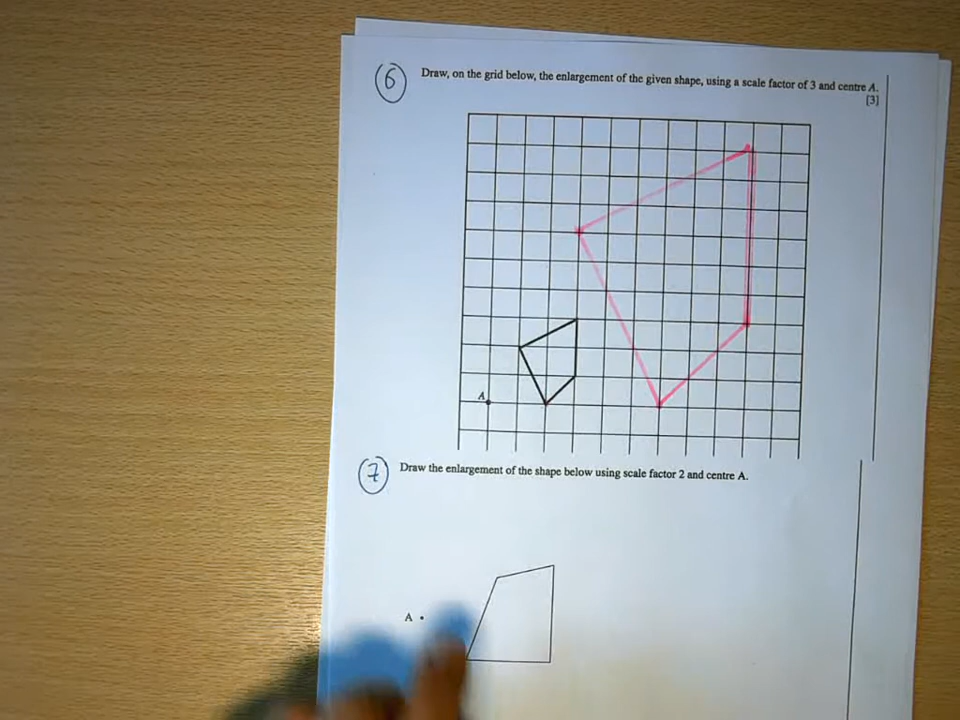 6
Draw, on the grid below, the enlargement of the given shape, using a scale factor of 3 and centre A.
[3]
A
7
Draw the enlargement of the shape below using scale factor 2 and centre A.
A